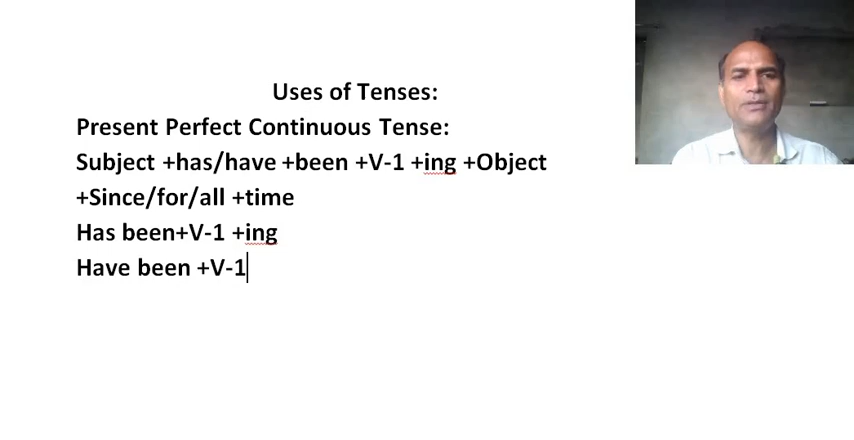 Uses of Tenses:
Present Perfect Continuous Tense:
Subject +has/have +been +V-1 +ing +Object
+Since/for/all +time
Has been+V-1 +ing
Have been +V-1